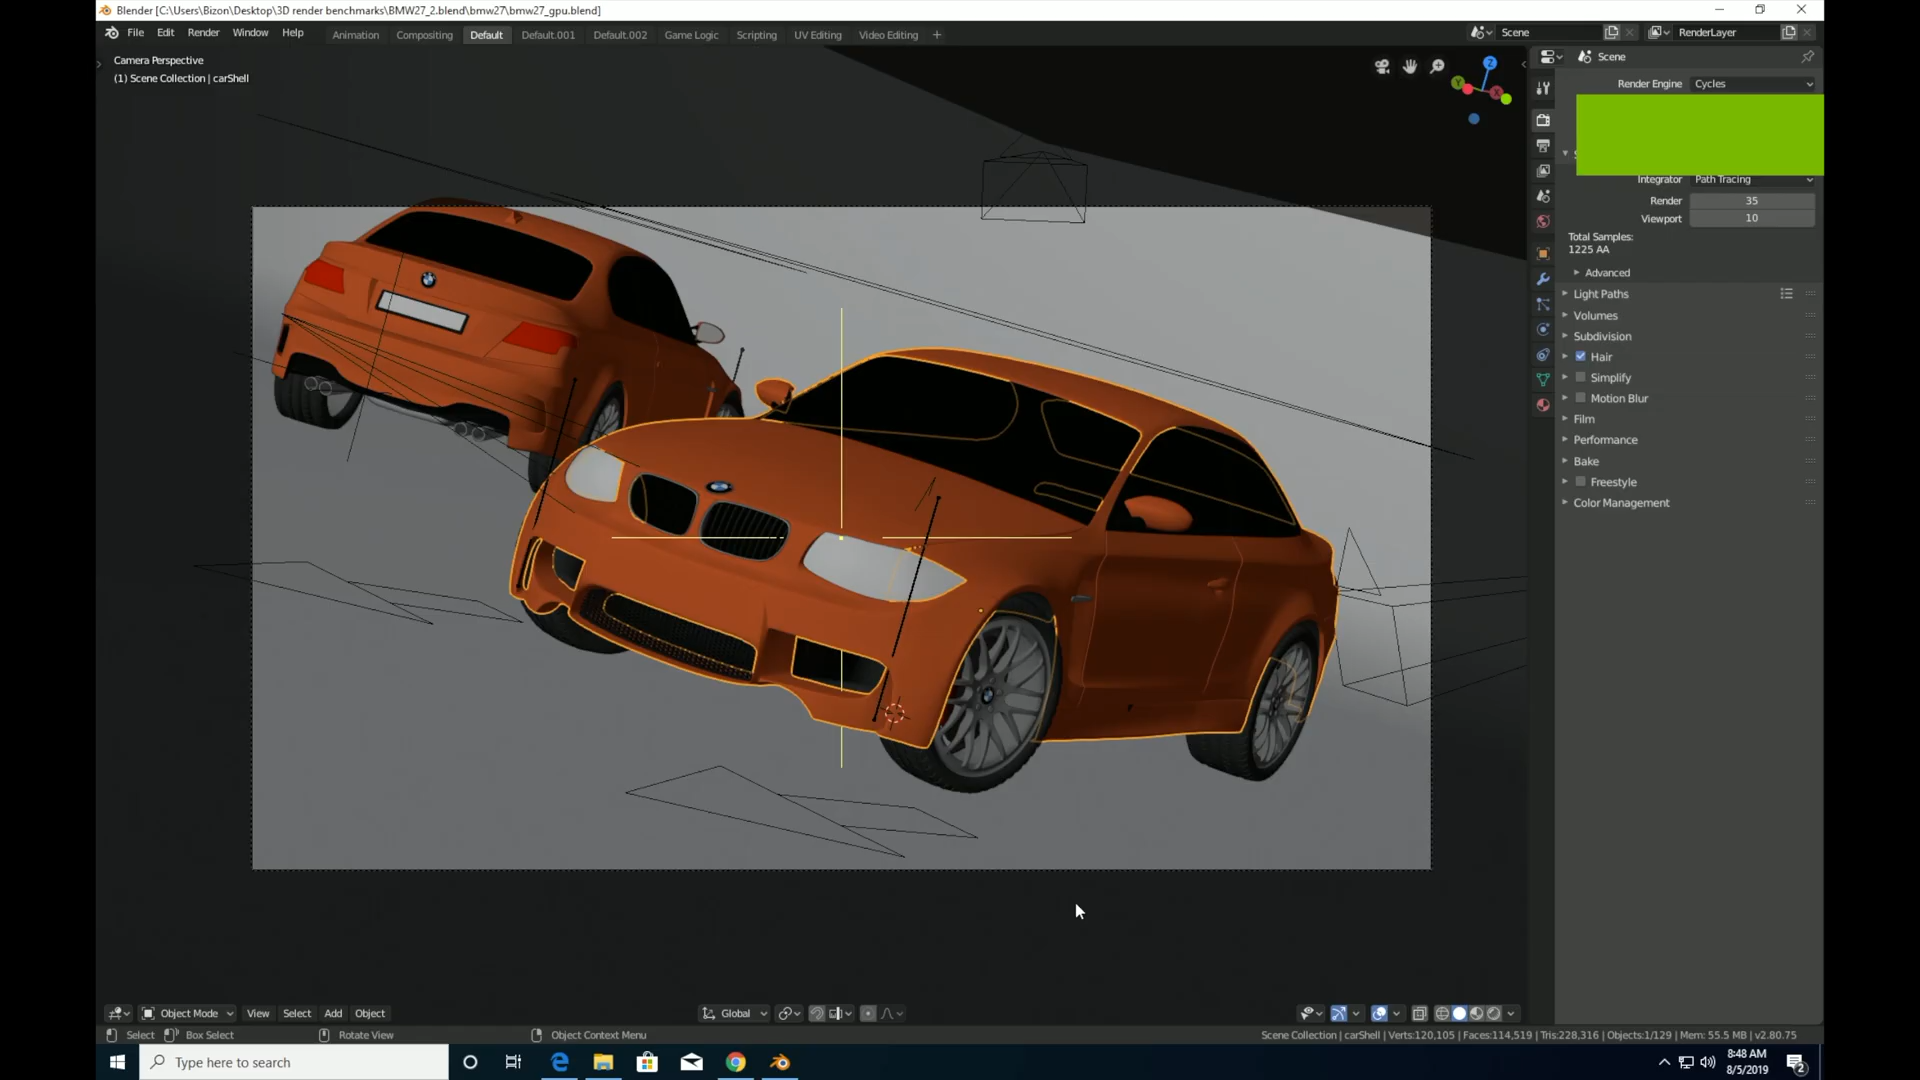 Blender [C:\Users\Bizon\Desktop\3D render benchmarks\BMW27_2.blend\bmw27\bmw27_gpu.blend]
File Edit Render Window Help Animation Compositing Default Default.001 Default.002 Game Logic Scripting UV Editing Video Editing + Scene RenderLayer
Camera Perspective
(1) Scene Collection | carShell
Scene
Render Engine Cycles
Integrator Path Tracing
Render 35
Viewport 10
Total Samples:
1225 AA
Advanced
Light Paths
Volumes
Subdivision
Hair
Simplify
Motion Blur
Film
Performance
Bake
Freestyle
Color Management
Z
Y
X
Object Mode View Select Add Object Global
Select Box Select Rotate View Object Context Menu Scene Collection | carShell | Verts:120,105 | Faces:114,519 | Tris:228,316 | Objects:1/129 | Mem: 55.5 MB | v2.80.75
Type here to search
8:48 AM
8/5/2019
2